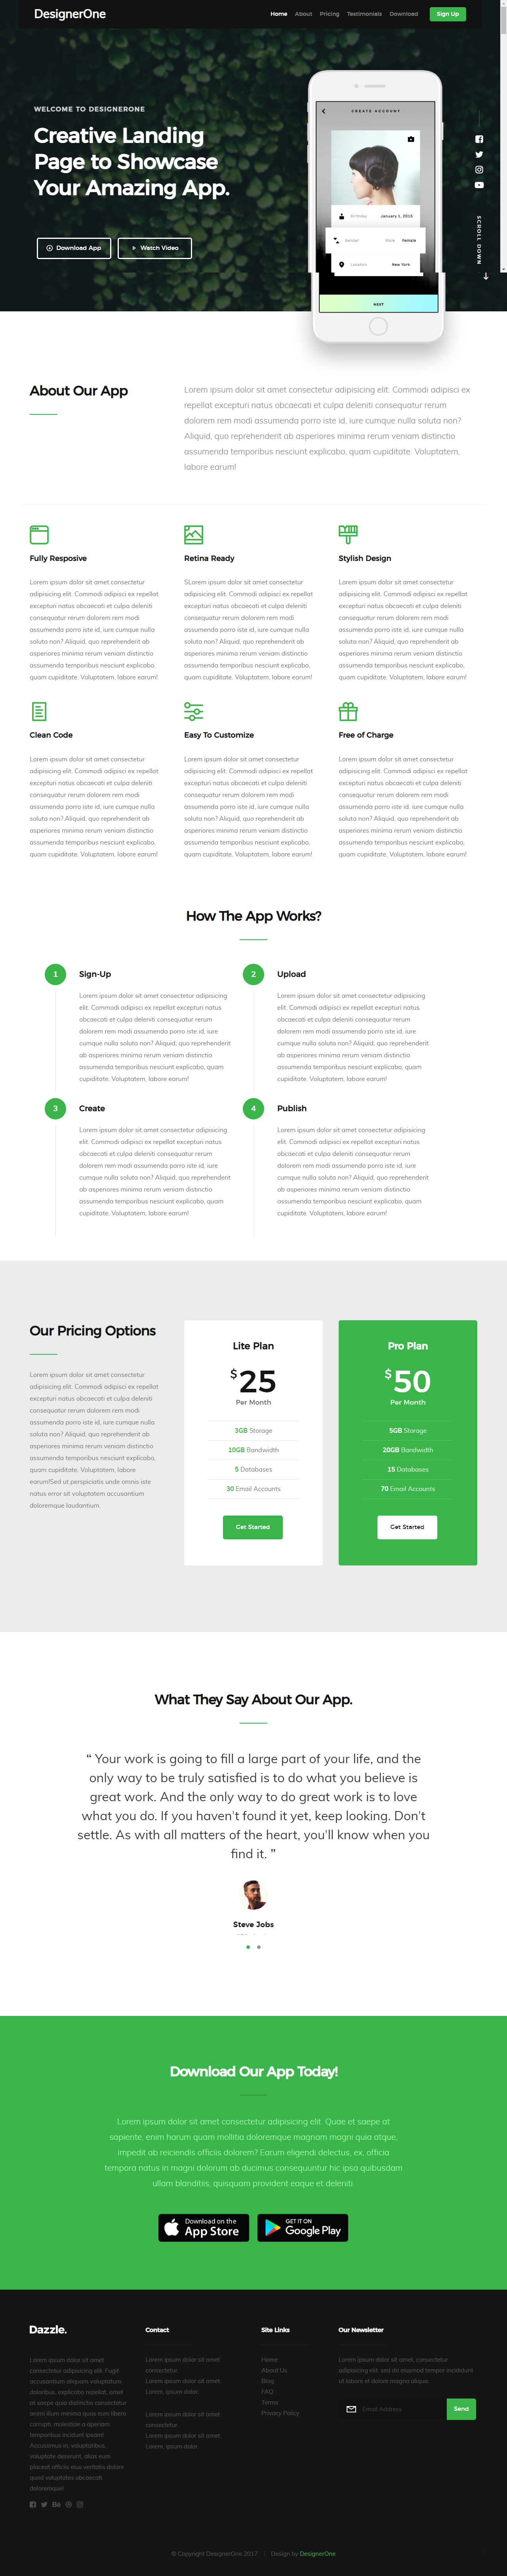 DesignerOne
Home About Pricing Testimonials Download Sign Up
WELCOME TO DESIGNERONE
Creative Landing
Page to Showcase
Your Amazing App.
Download App
Watch Video
CREATE ACCOUNT
Birthday January 1, 2015
Gender Male Female
Location New York
NEXT
SCROLL DOWN
About Our App
Lorem ipsum dolor sit amet consectetur adipisicing elit. Commodi adipisci ex
repellat excepturi natus obcaecati et culpa deleniti consequatur rerum
dolorem rem modi assumenda porro iste id, iure cumque nulla soluta non?
Aliquid, quo reprehenderit ab asperiores minima rerum veniam distinctio
assumenda temporibus nesciunt explicabo, quam cupiditate. Voluptatem,
labore earum!
Fully Resposive
Lorem ipsum dolor sit amet consectetur
adipisicing elit. Commodi adipisci ex repellat
excepturi natus obcaecati et culpa deleniti
consequatur rerum dolorem rem modi
assumenda porro iste id, iure cumque nulla
soluta non? Aliquid, quo reprehenderit ab
asperiores minima rerum veniam distinctio
assumenda temporibus nesciunt explicabo,
quam cupiditate. Voluptatem, labore earum!
Retina Ready
SLorem ipsum dolor sit amet consectetur
adipisicing elit. Commodi adipisci ex repellat
excepturi natus obcaecati et culpa deleniti
consequatur rerum dolorem rem modi
assumenda porro iste id, iure cumque nulla
soluta non? Aliquid, quo reprehenderit ab
asperiores minima rerum veniam distinctio
assumenda temporibus nesciunt explicabo,
quam cupiditate. Voluptatem, labore earum!
Stylish Design
Lorem ipsum dolor sit amet consectetur
adipisicing elit. Commodi adipisci ex repellat
excepturi natus obcaecati et culpa deleniti
consequatur rerum dolorem rem modi
assumenda porro iste id, iure cumque nulla
soluta non? Aliquid, quo reprehenderit ab
asperiores minima rerum veniam distinctio
assumenda temporibus nesciunt explicabo,
quam cupiditate. Voluptatem, labore earum!
Clean Code
Lorem ipsum dolor sit amet consectetur
adipisicing elit. Commodi adipisci ex repellat
excepturi natus obcaecati et culpa deleniti
consequatur rerum dolorem rem modi
assumenda porro iste id, iure cumque nulla
soluta non? Aliquid, quo reprehenderit ab
asperiores minima rerum veniam distinctio
assumenda temporibus nesciunt explicabo,
quam cupiditate. Voluptatem, labore earum!
Easy To Customize
Lorem ipsum dolor sit amet consectetur
adipisicing elit. Commodi adipisci ex repellat
excepturi natus obcaecati et culpa deleniti
consequatur rerum dolorem rem modi
assumenda porro iste id, iure cumque nulla
soluta non? Aliquid, quo reprehenderit ab
asperiores minima rerum veniam distinctio
assumenda temporibus nesciunt explicabo,
quam cupiditate. Voluptatem, labore earum!
Free of Charge
Lorem ipsum dolor sit amet consectetur
adipisicing elit. Commodi adipisci ex repellat
excepturi natus obcaecati et culpa deleniti
consequatur rerum dolorem rem modi
assumenda porro iste id, iure cumque nulla
soluta non? Aliquid, quo reprehenderit ab
asperiores minima rerum veniam distinctio
assumenda temporibus nesciunt explicabo,
quam cupiditate. Voluptatem, labore earum!
How The App Works?
1 Sign-Up
Lorem ipsum dolor sit amet consectetur adipisicing
elit. Commodi adipisci ex repellat excepturi natus
obcaecati et culpa deleniti consequatur rerum
dolorem rem modi assumenda porro iste id, iure
cumque nulla soluta non? Aliquid, quo reprehenderit
ab asperiores minima rerum veniam distinctio
assumenda temporibus nesciunt explicabo, quam
cupiditate. Voluptatem, labore earum!
2 Upload
Lorem ipsum dolor sit amet consectetur adipisicing
elit. Commodi adipisci ex repellat excepturi natus
obcaecati et culpa deleniti consequatur rerum
dolorem rem modi assumenda porro iste id, iure
cumque nulla soluta non? Aliquid, quo reprehenderit
ab asperiores minima rerum veniam distinctio
assumenda temporibus nesciunt explicabo, quam
cupiditate. Voluptatem, labore earum!
3 Create
Lorem ipsum dolor sit amet consectetur adipisicing
elit. Commodi adipisci ex repellat excepturi natus
obcaecati et culpa deleniti consequatur rerum
dolorem rem modi assumenda porro iste id, iure
cumque nulla soluta non? Aliquid, quo reprehenderit
ab asperiores minima rerum veniam distinctio
assumenda temporibus nesciunt explicabo, quam
cupiditate. Voluptatem, labore earum!
4 Publish
Lorem ipsum dolor sit amet consectetur adipisicing
elit. Commodi adipisci ex repellat excepturi natus
obcaecati et culpa deleniti consequatur rerum
dolorem rem modi assumenda porro iste id, iure
cumque nulla soluta non? Aliquid, quo reprehenderit
ab asperiores minima rerum veniam distinctio
assumenda temporibus nesciunt explicabo, quam
cupiditate. Voluptatem, labore earum!
Our Pricing Options
Lorem ipsum dolor sit amet consectetur
adipisicing elit. Commodi adipisci ex repellat
excepturi natus obcaecati et culpa deleniti
consequatur rerum dolorem rem modi
assumenda porro iste id, iure cumque nulla
soluta non? Aliquid, quo reprehenderit ab
asperiores minima rerum veniam distinctio
assumenda temporibus nesciunt explicabo,
quam cupiditate. Voluptatem, labore
earum!Sed ut perspiciatis unde omnis iste
natus error sit voluptatem accusantium
doloremque laudantium.
Lite Plan
$25
Per Month
3GB Storage
10GB Bandwidth
5 Databases
30 Email Accounts
Get Started
Pro Plan
$50
Per Month
5GB Storage
20GB Bandwidth
15 Databases
70 Email Accounts
Get Started
What They Say About Our App.
“ Your work is going to fill a large part of your life, and the
only way to be truly satisfied is to do what you believe is
great work. And the only way to do great work is to love
what you do. If you haven't found it yet, keep looking. Don't
settle. As with all matters of the heart, you'll know when you
find it. ”
Steve Jobs
Download Our App Today!
Lorem ipsum dolor sit amet consectetur adipisicing elit. Quae et saepe at
sapiente, enim harum quam mollitia doloremque magnam magni quia atque,
impedit ab reiciendis officiis dolorem? Earum eligendi delectus, ex, officia
tempora natus in magni dolorum ab ducimus consequuntur hic ipsa quibusdam
ullam blanditiis, quisquam provident eaque et deleniti.
Download on the
App Store
GET IT ON
Google Play
Dazzle.
Lorem ipsum dolor sit amet
consectetur adipisicing elit. Fugit
accusantium aliquam voluptatum
doloribus, explicabo repellat, amet
at saepe quia distinctio consectetur
animi illum minima quos eum libero
corrupti, molestiae a aperiam
temporibus incidunt ipsam!
Accusamus in, voluptatibus,
voluptate deserunt, alias eum
placeat officiis eius veritatis dolore
quod voluptates obcaecati
doloremque!
Contact
Lorem ipsum dolor sit amet
consectetur.
Lorem ipsum dolor sit amet
Lorem, ipsum dolor.
Lorem ipsum dolor sit amet
consectetur
Lorem ipsum dolor sit amet.
Lorem, ipsum dolor.
Site Links
Home
About Us
Blog
FAQ
Terms
Privacy Policy
Our Newsletter
Lorem ipsum dolor sit amet, consectetur
adipisicing elit, sed do eiusmod tempor incididunt
ut labore et dolore magna aliqua.
Email Address
Send
© Copyright DesignerOne 2017. | Design by DesignerOne